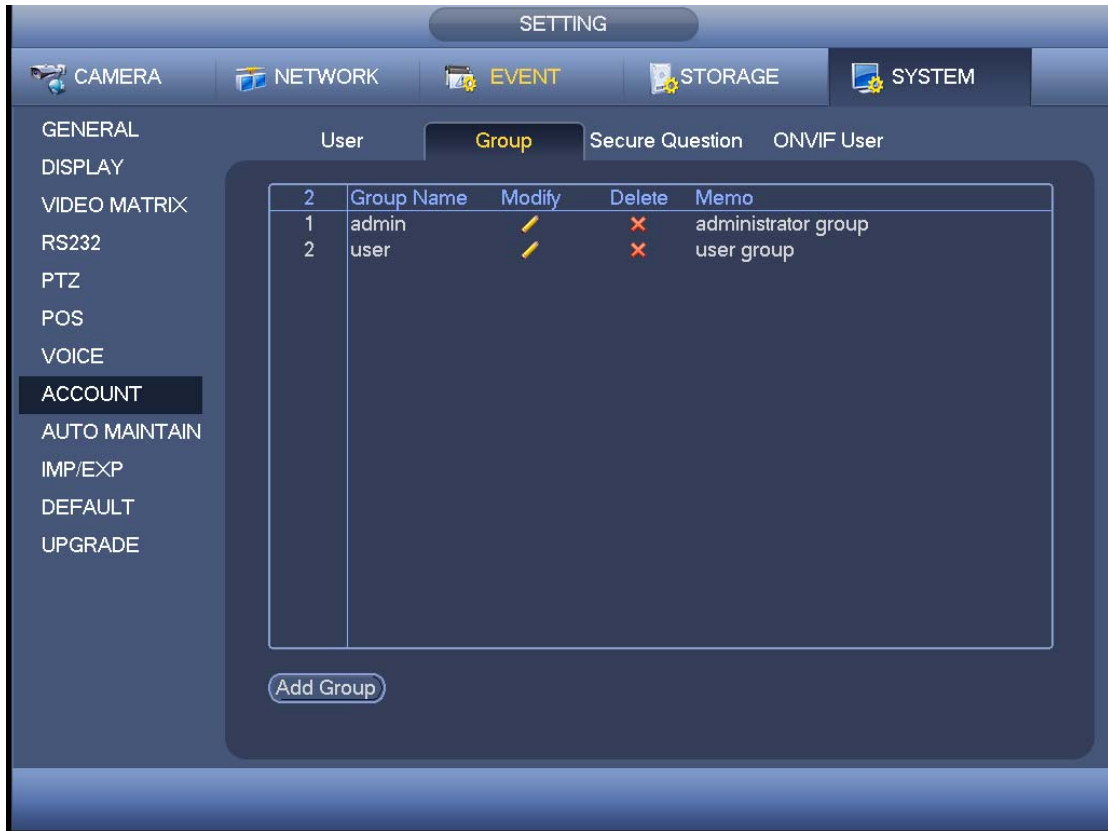 SETTING
CAMERA NETWORK EVENT STORAGE SYSTEM
GENERAL
DISPLAY
VIDEO MATRIX
RS232
PTZ
POS
VOICE
ACCOUNT
AUTO MAINTAIN
IMP/EXP
DEFAULT
UPGRADE
User Group Secure Question ONVIF User
2 Group Name Modify Delete Memo
1 admin administrator group
2 user user group
Add Group